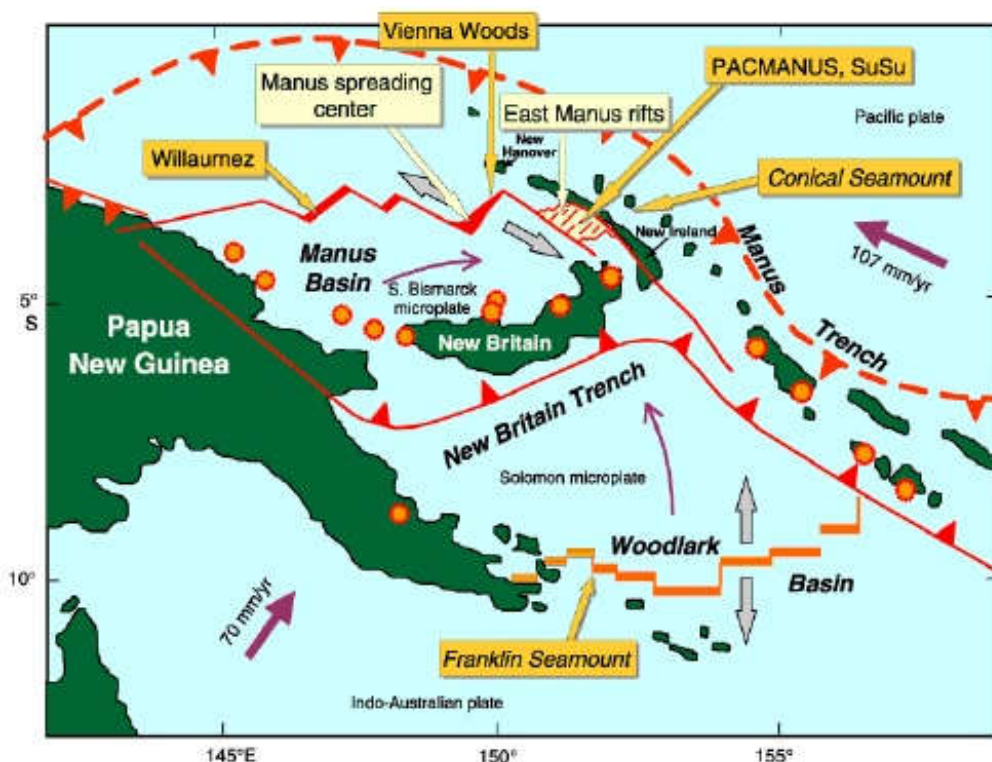 Vienna Woods
PACMANUS, SuSu
Manus spreading
center
East Manus rifts
Pacific plate
New
Hanover
Willaumez
Conical Seamount
New Ireland
Manus
Basin
Manus
107 mm/yr
5°
S
S. Bismarck
microplate
Papua
New Guinea
New Britain
Trench
New Britain Trench
Solomon microplate
Woodlark
Basin
10°
70 mm/yr
Franklin Seamount
Indo-Australian plate
145°E
150°
155°